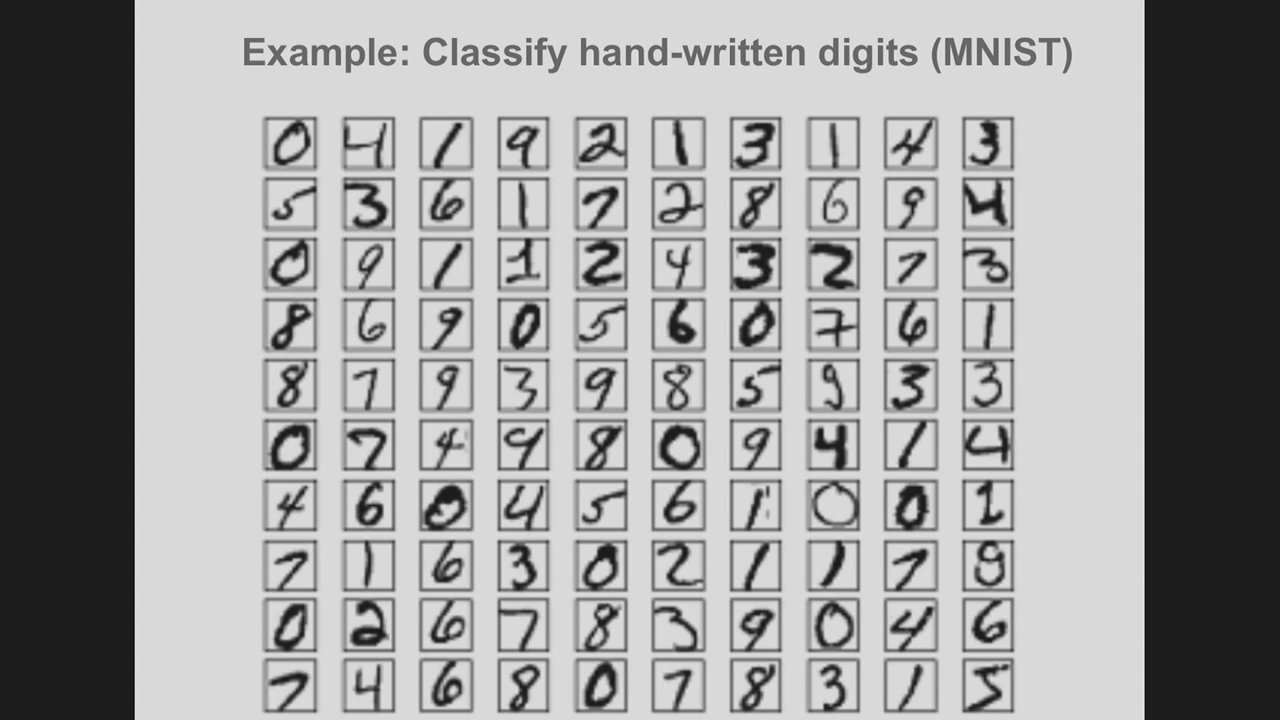 Example: Classify hand-written digits (MNIST)
0 4 1 9 2 1 3 1 4 3
5 3 6 1 7 2 8 6 9 4
0 9 1 1 2 4 3 2 7 3
8 6 9 0 5 6 0 7 6 1
8 7 9 3 9 8 5 9 3 3
0 7 4 9 8 0 9 4 1 4
4 6 0 4 5 6 1 0 0 1
7 1 6 3 0 2 1 1 7 9
0 2 6 7 8 3 9 0 4 6
7 4 6 8 0 7 8 3 1 5